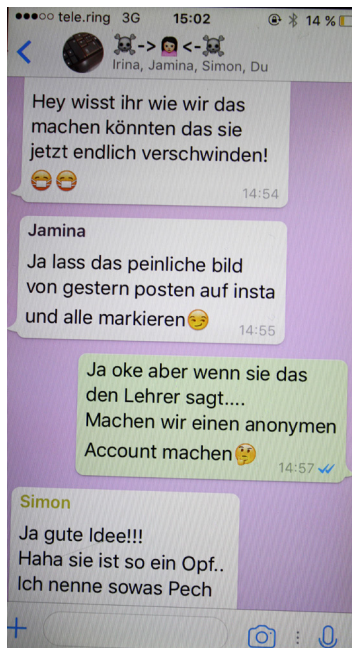 tele.ring 3G 15:02 14 %
☠️->🙍🏻‍♀️<-☠️
Irina, Jamina, Simon, Du
Hey wisst ihr wie wir das
machen könnten das sie
jetzt endlich verschwinden!
😷😷
14:54
Jamina
Ja lass das peinliche bild
von gestern posten auf insta
und alle markieren😏
14:55
Ja oke aber wenn sie das
den Lehrer sagt....
Machen wir einen anonymen
Account machen🤔
14:57
Simon
Ja gute Idee!!!
Haha sie ist so ein Opf..
Ich nenne sowas Pech